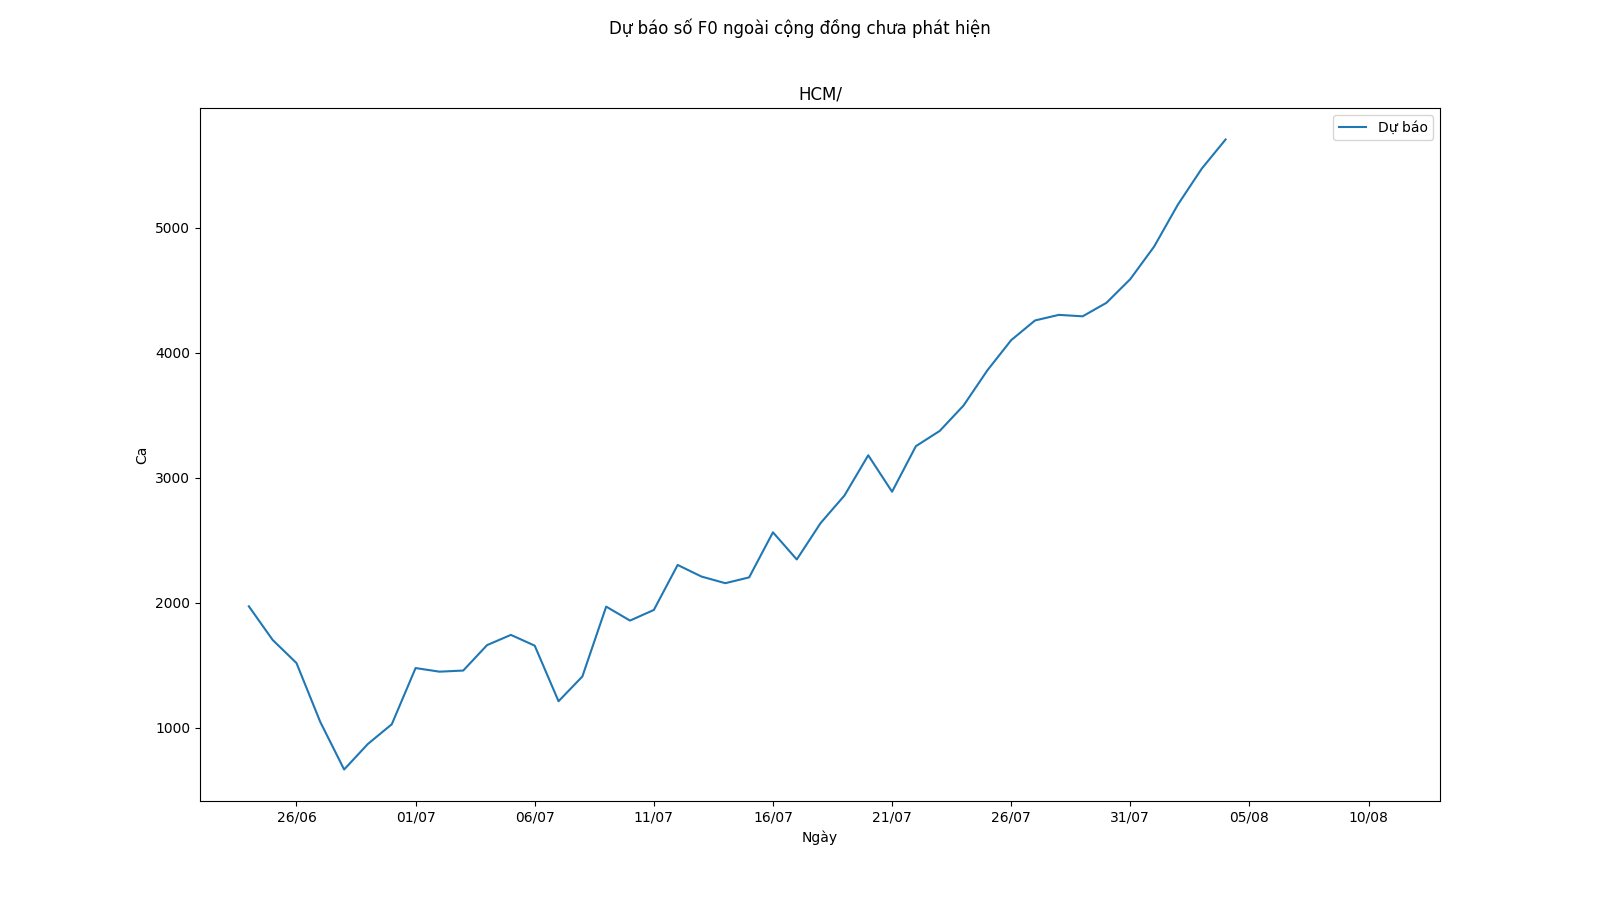 Dự báo số F0 ngoài cộng đồng chưa phát hiện
HCM/
Dự báo
5000
4000
3000
2000
1000
Ca
26/06 01/07 06/07 11/07 16/07 21/07 26/07 31/07 05/08 10/08
Ngày